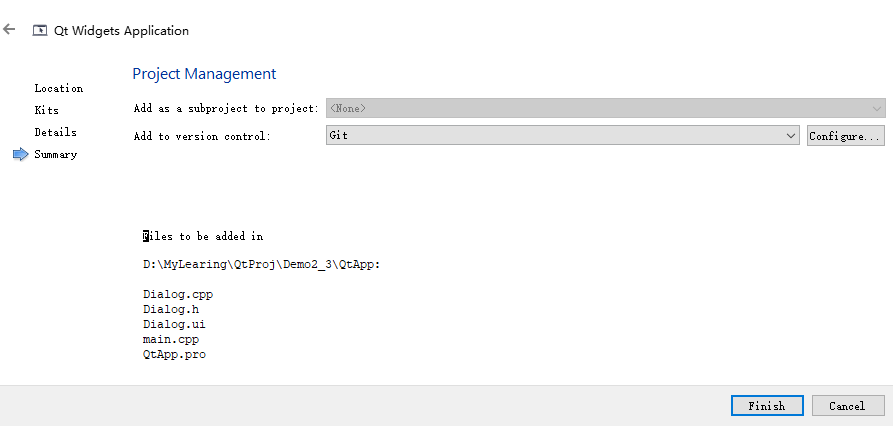 Qt Widgets Application
Project Management
Location
Kits
Details
Summary
Add as a subproject to project: <None>
Add to version control: Git Configure...
Files to be added in
D:\MyLearing\QtProj\Demo2_3\QtApp:
Dialog.cpp
Dialog.h
Dialog.ui
main.cpp
QtApp.pro
Finish Cancel